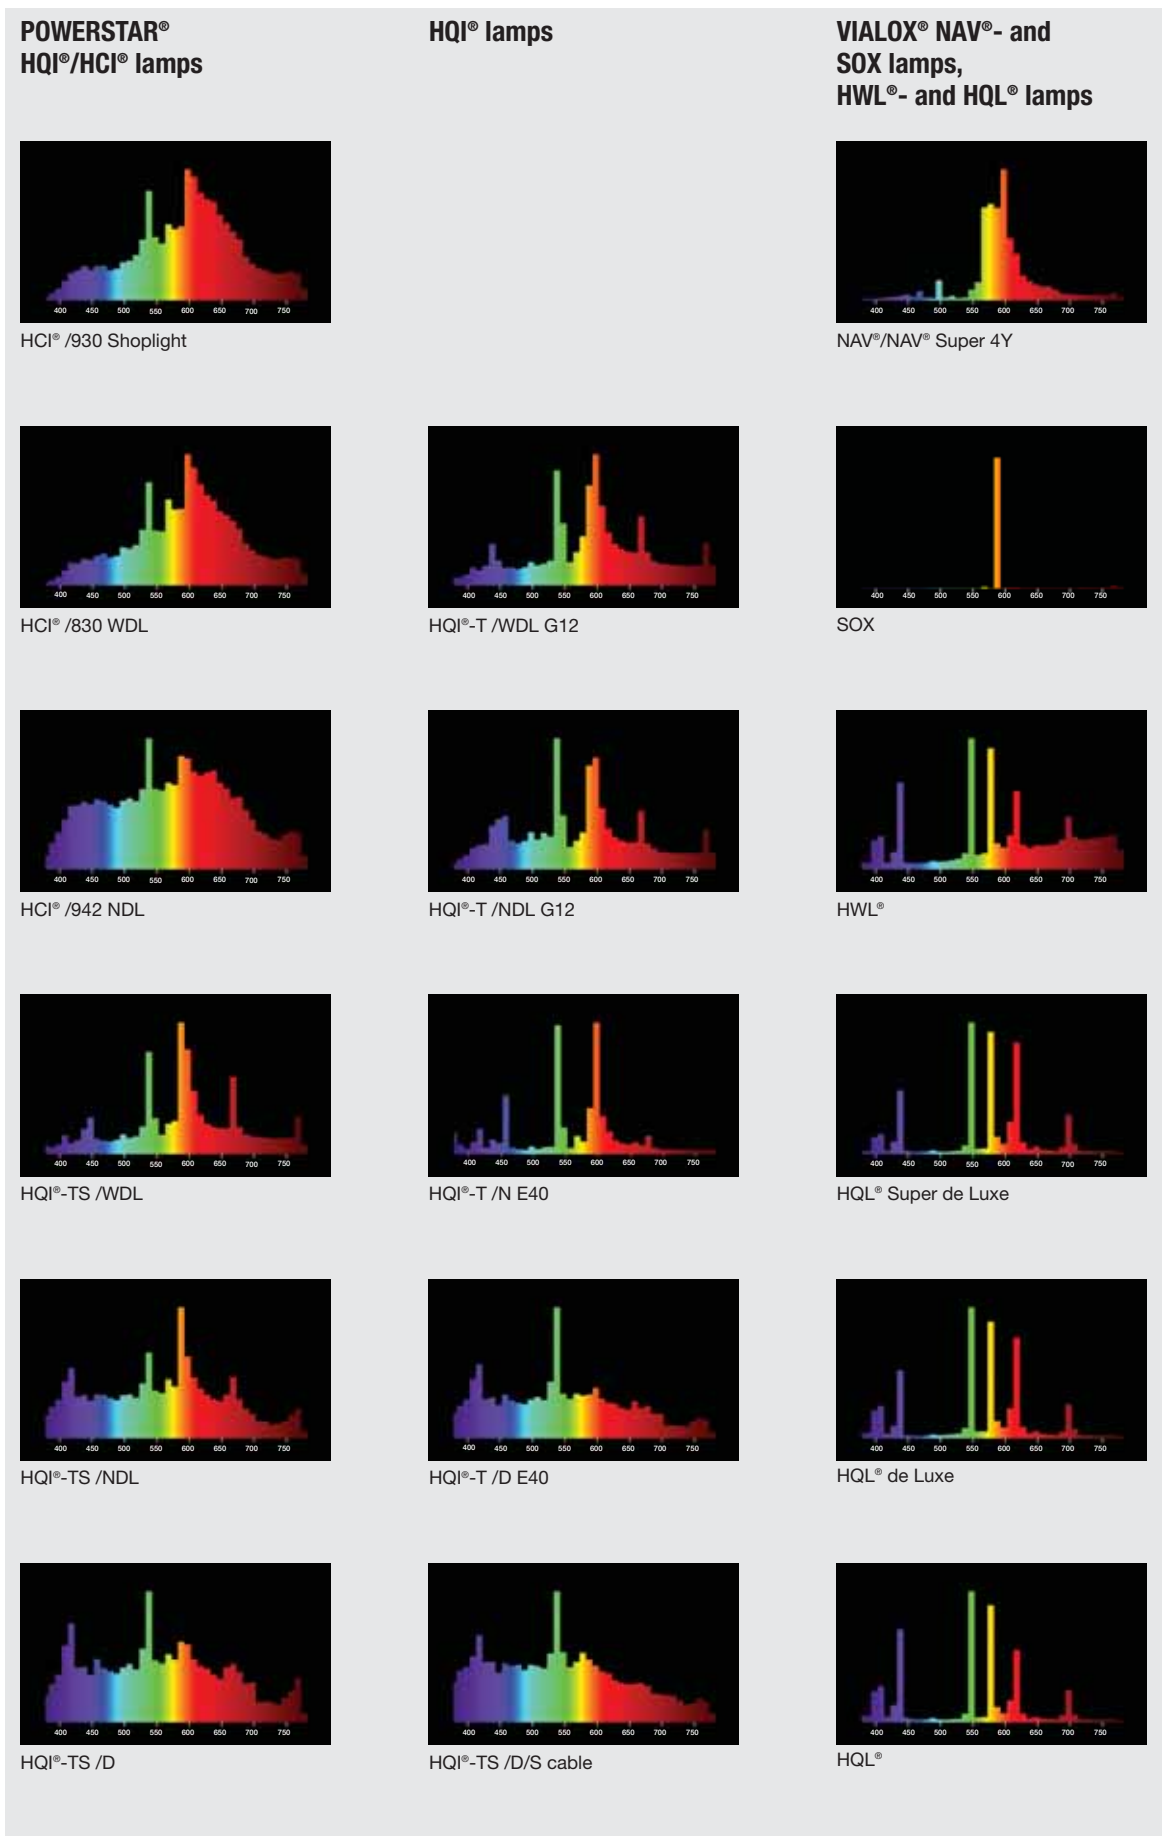 POWERSTAR®
HQI®/HCI® lamps
HQI® lamps
VIALOX® NAV®- and
SOX lamps,
HWL®- and HQL® lamps
400 450 500 550 600 650 700 750
HCI® /930 Shoplight
400 450 500 550 600 650 700 750
NAV®/NAV® Super 4Y
400 450 500 550 600 650 700 750
HCI® /830 WDL
400 450 500 550 600 650 700 750
HQI®-T /WDL G12
400 450 500 550 600 650 700 750
SOX
400 450 500 550 600 650 700 750
HCI® /942 NDL
400 450 500 550 600 650 700 750
HQI®-T /NDL G12
400 450 500 550 600 650 700 750
HWL®
400 450 500 550 600 650 700 750
HQI®-TS /WDL
400 450 500 550 600 650 700 750
HQI®-T /N E40
400 450 500 550 600 650 700 750
HQL® Super de Luxe
400 450 500 550 600 650 700 750
HQI®-TS /NDL
400 450 500 550 600 650 700 750
HQI®-T /D E40
400 450 500 550 600 650 700 750
HQL® de Luxe
400 450 500 550 600 650 700 750
HQI®-TS /D
400 450 500 550 600 650 700 750
HQI®-TS /D/S cable
400 450 500 550 600 650 700 750
HQL®